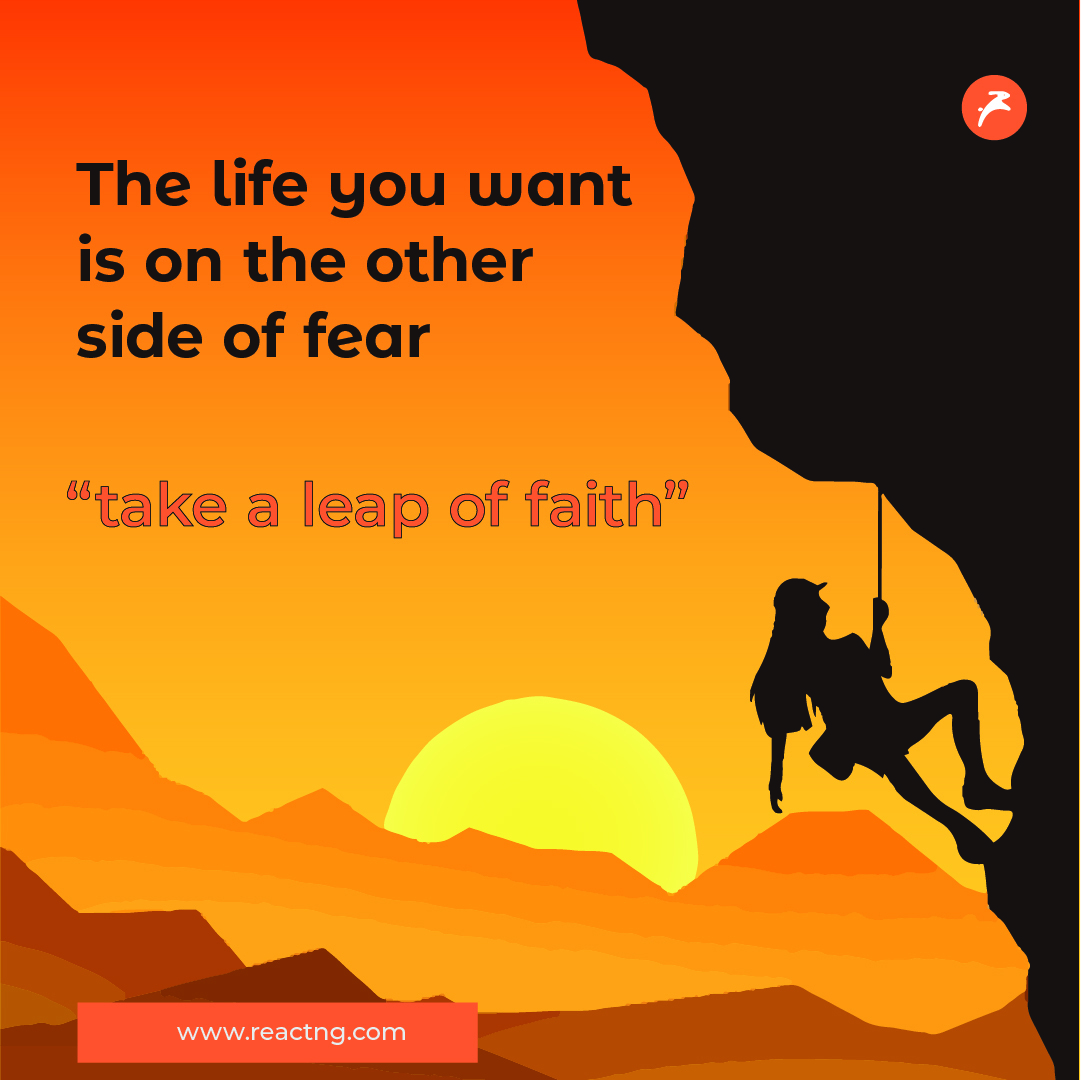 The life you want
is on the other
side of fear
“take a leap of faith”
www.reactng.com